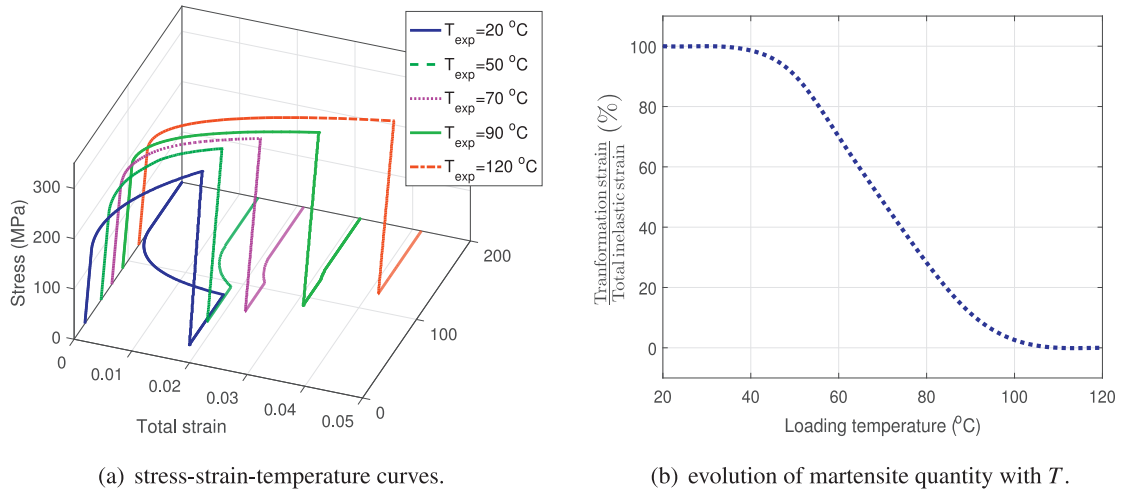 T_exp=20 °C
T_exp=50 °C
T_exp=70 °C
T_exp=90 °C
T_exp=120 °C
Stress (MPa)
300
200
100
0
0
0.01
0.02
0.03
0.04
0.05
Total strain
0
100
200
(a) stress-strain-temperature curves.
Tranformation strain
Total inelastic strain
(%)
100
80
60
40
20
0
20
40
60
80
100
120
Loading temperature (°C)
(b) evolution of martensite quantity with T.